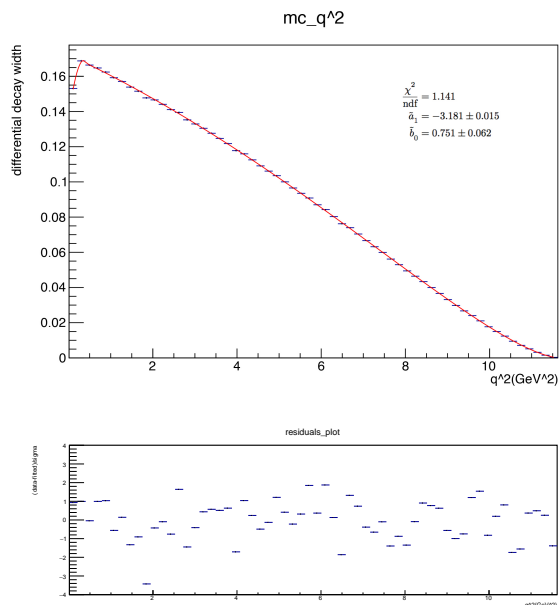 mc_q^2
differential decay width
0.16
0.14
0.12
0.1
0.08
0.06
0.04
0.02
0
χ²/ndf = 1.141
ã₁ = −3.181 ± 0.015
b̃₀ = 0.751 ± 0.062
2 4 6 8 10
q^2(GeV^2)
residuals_plot
(data-fitted)/sigma
4
3
2
1
0
−1
−2
−3
−4
2 4 6 8 10
q^2(GeV^2)